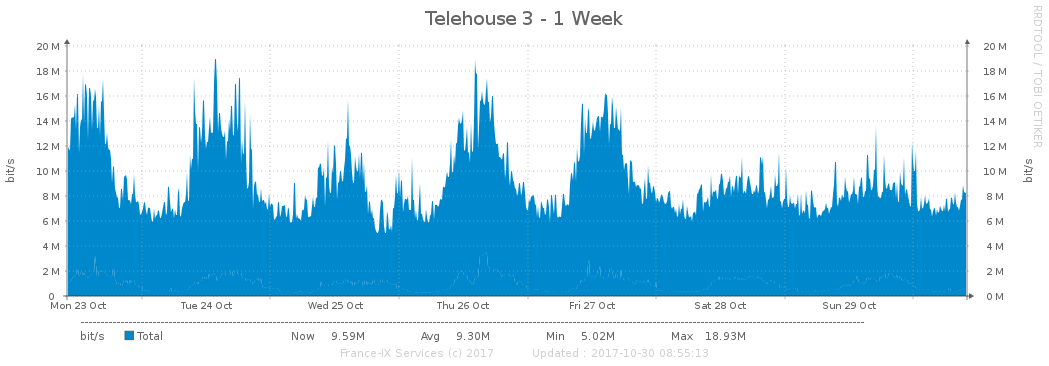 Telehouse 3 - 1 Week
RRDTOOL / TOBI OETIKER
bit/s
20 M 20 M
18 M 18 M
16 M 16 M
14 M 14 M
12 M 12 M
10 M 10 M
8 M 8 M
6 M 6 M
4 M 4 M
2 M 2 M
0 0 M
bit/s
Mon 23 Oct Tue 24 Oct Wed 25 Oct Thu 26 Oct Fri 27 Oct Sat 28 Oct Sun 29 Oct
bit/s Total Now 9.59M Avg 9.30M Min 5.02M Max 18.93M
France-IX Services (c) 2017 Updated : 2017-10-30 08:55:13